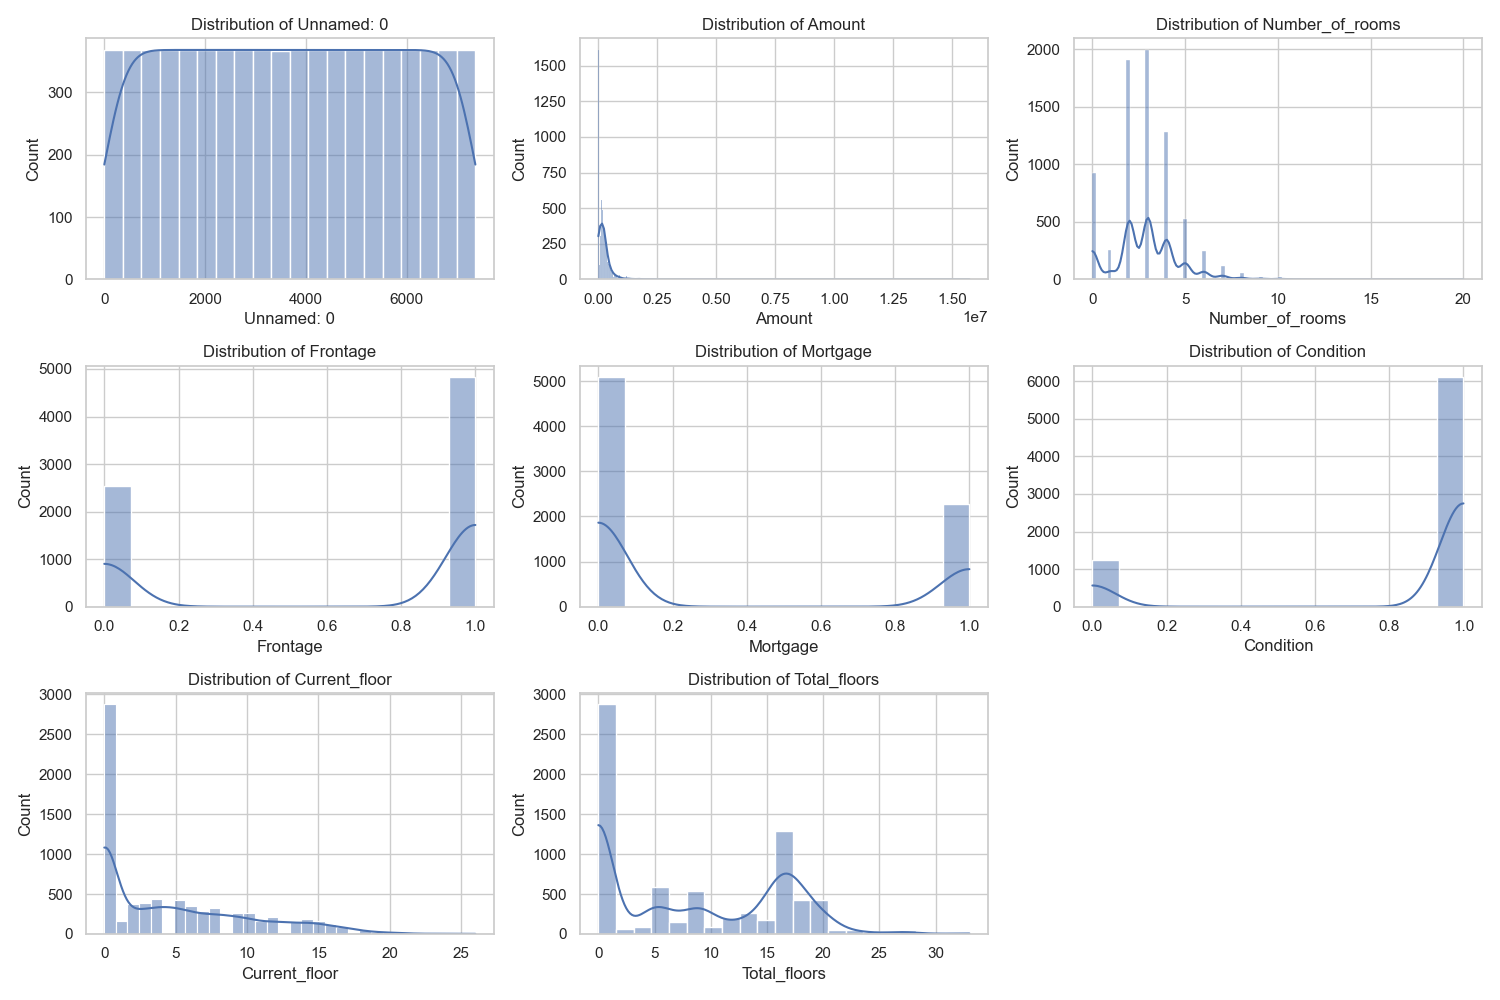 Distribution of Unnamed: 0
Count
300
200
100
0
0 2000 4000 6000
Unnamed: 0
Distribution of Amount
Count
1500
1250
1000
750
500
250
0
0.00 0.25 0.50 0.75 1.00 1.25 1.50
1e7
Amount
Distribution of Number_of_rooms
Count
2000
1500
1000
500
0
0 5 10 15 20
Number_of_rooms
Distribution of Frontage
Count
5000
4000
3000
2000
1000
0
0.0 0.2 0.4 0.6 0.8 1.0
Frontage
Distribution of Mortgage
Count
5000
4000
3000
2000
1000
0
0.0 0.2 0.4 0.6 0.8 1.0
Mortgage
Distribution of Condition
Count
6000
5000
4000
3000
2000
1000
0
0.0 0.2 0.4 0.6 0.8 1.0
Condition
Distribution of Current_floor
Count
3000
2500
2000
1500
1000
500
0
0 5 10 15 20 25
Current_floor
Distribution of Total_floors
Count
3000
2500
2000
1500
1000
500
0
0 5 10 15 20 25 30
Total_floors